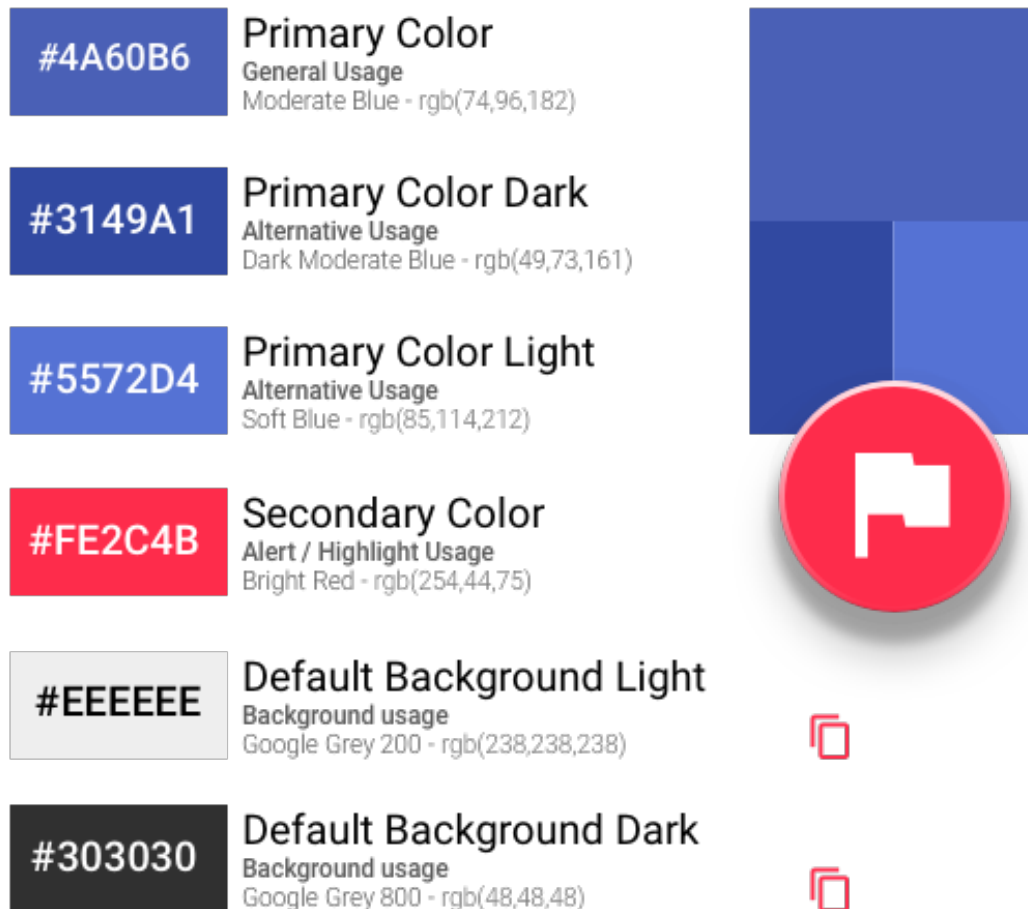 #4A60B6
Primary Color
General Usage
Moderate Blue - rgb(74,96,182)
#3149A1
Primary Color Dark
Alternative Usage
Dark Moderate Blue - rgb(49,73,161)
#5572D4
Primary Color Light
Alternative Usage
Soft Blue - rgb(85,114,212)
#FE2C4B
Secondary Color
Alert / Highlight Usage
Bright Red - rgb(254,44,75)
#EEEEEE
Default Background Light
Background usage
Google Grey 200 - rgb(238,238,238)
#303030
Default Background Dark
Background usage
Google Grey 800 - rgb(48,48,48)